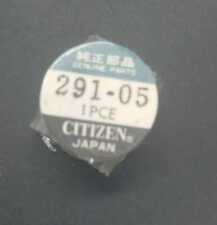 純正部品
GENUINE PARTS
291-05
1PCE
CITIZEN®
JAPAN